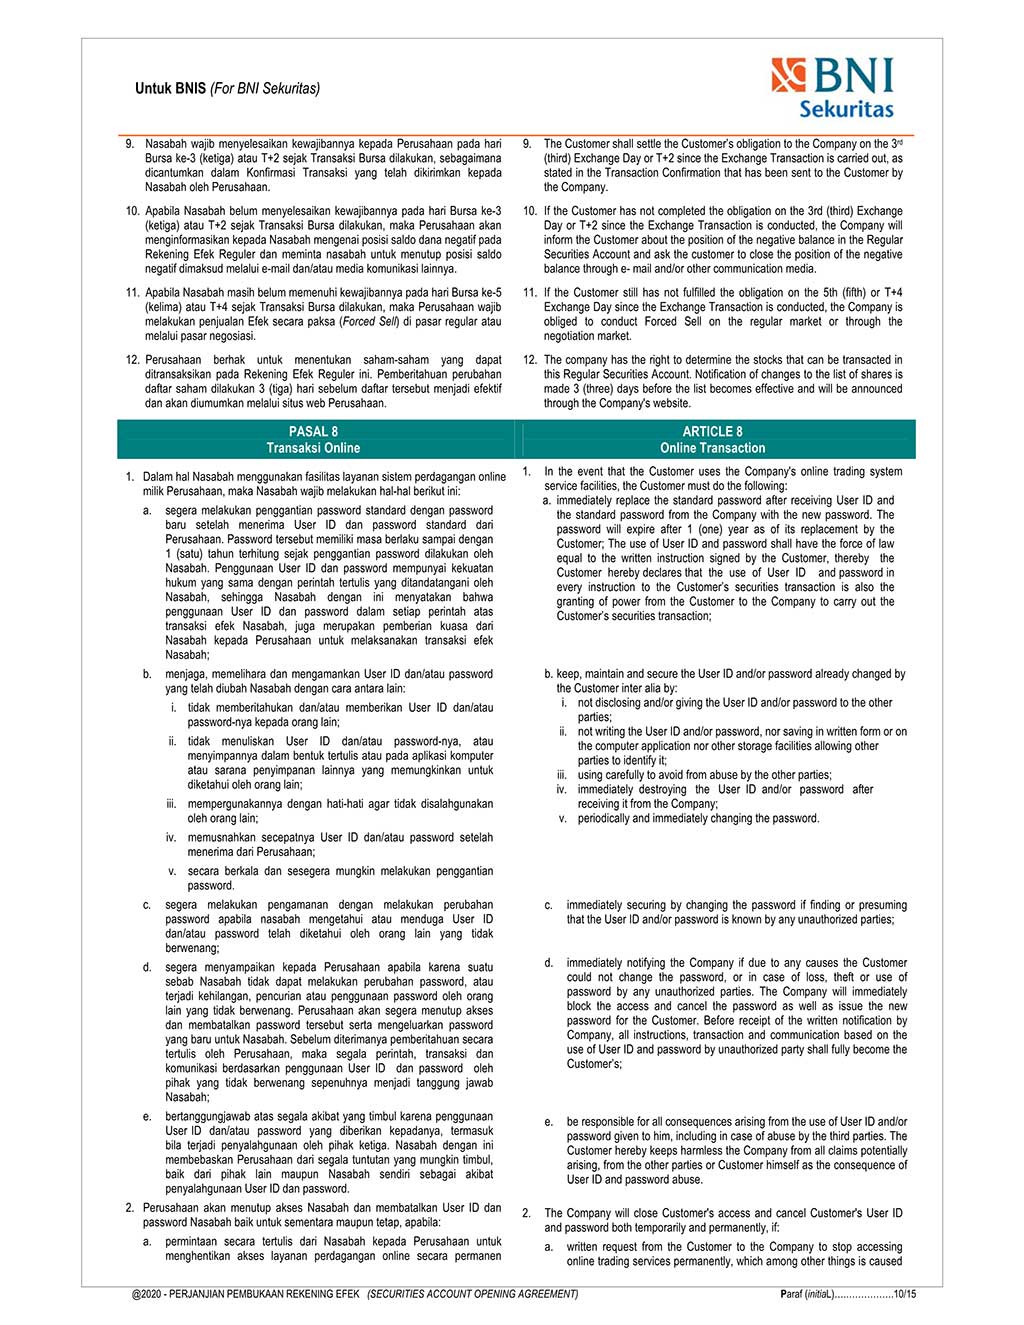 Untuk BNIS (For BNI Sekuritas)
BNI
Sekuritas
9. Nasabah wajib menyelesaikan kewajibannya kepada Perusahaan pada hari
Bursa ke-3 (ketiga) atau T+2 sejak Transaksi Bursa dilakukan, sebagaimana
dicantumkan dalam Konfirmasi Transaksi yang telah dikirimkan kepada
Nasabah oleh Perusahaan.
10. Apabila Nasabah belum menyelesaikan kewajibannya pada hari Bursa ke-3
(ketiga) atau T+2 sejak Transaksi Bursa dilakukan, maka Perusahaan akan
menginformasikan kepada Nasabah mengenai posisi saldo dana negatif pada
Rekening Efek Reguler dan meminta nasabah untuk menutup posisi saldo
negatif dimaksud melalui e-mail dan/atau media komunikasi lainnya.
11. Apabila Nasabah masih belum memenuhi kewajibannya pada hari Bursa ke-5
(kelima) atau T+4 sejak Transaksi Bursa dilakukan, maka Perusahaan wajib
melakukan penjualan Efek secara paksa (Forced Sell) di pasar regular atau
melalui pasar negosiasi.
12. Perusahaan berhak untuk menentukan saham-saham yang dapat
ditransaksikan pada Rekening Efek Reguler ini. Pemberitahuan perubahan
daftar saham dilakukan 3 (tiga) hari sebelum daftar tersebut menjadi efektif
dan akan diumumkan melalui situs web Perusahaan.
9. The Customer shall settle the Customer's obligation to the Company on the 3rd
(third) Exchange Day or T+2 since the Exchange Transaction is carried out, as
stated in the Transaction Confirmation that has been sent to the Customer by
the Company.
10. If the Customer has not completed the obligation on the 3rd (third) Exchange
Day or T+2 since the Exchange Transaction is conducted, the Company will
inform the Customer about the position of the negative balance in the Regular
Securities Account and ask the customer to close the position of the negative
balance through e- mail and/or other communication media.
11. If the Customer still has not fulfilled the obligation on the 5th (fifth) or T+4
Exchange Day since the Exchange Transaction is conducted, the Company is
obliged to conduct Forced Sell on the regular market or through the
negotiation market.
12. The company has the right to determine the stocks that can be transacted in
this Regular Securities Account. Notification of changes to the list of shares is
made 3 (three) days before the list becomes effective and will be announced
through the Company's website.
PASAL 8
Transaksi Online
ARTICLE 8
Online Transaction
1. Dalam hal Nasabah menggunakan fasilitas layanan sistem perdagangan online
milik Perusahaan, maka Nasabah wajib melakukan hal-hal berikut ini:
a. segera melakukan penggantian password standard dengan password
baru setelah menerima User ID dan password standard dari
Perusahaan. Password tersebut memiliki masa berlaku sampai dengan
1 (satu) tahun terhitung sejak penggantian password dilakukan oleh
Nasabah. Penggunaan User ID dan password mempunyai kekuatan
hukum yang sama dengan perintah tertulis yang ditandatangani oleh
Nasabah, sehingga Nasabah dengan ini menyatakan bahwa
penggunaan User ID dan password dalam setiap perintah atas
transaksi efek Nasabah, juga merupakan pemberian kuasa dari
Nasabah kepada Perusahaan untuk melaksanakan transaksi efek
Nasabah;
b. menjaga, memelihara dan mengamankan User ID dan/atau password
yang telah diubah Nasabah dengan cara antara lain:
i. tidak memberitahukan dan/atau memberikan User ID dan/atau
password-nya kepada orang lain;
ii. tidak menuliskan User ID dan/atau password-nya, atau
menyimpannya dalam bentuk tertulis atau pada aplikasi komputer
atau sarana penyimpanan lainnya yang memungkinkan untuk
diketahui oleh orang lain;
iii. mempergunakannya dengan hati-hati agar tidak disalahgunakan
oleh orang lain;
iv. memusnahkan secepatnya User ID dan/atau password setelah
menerima dari Perusahaan;
v. secara berkala dan sesegera mungkin melakukan penggantian
password.
c. segera melakukan pengamanan dengan melakukan perubahan
password apabila nasabah mengetahui atau menduga User ID
dan/atau password telah diketahui oleh orang lain yang tidak
berwenang;
d. segera menyampaikan kepada Perusahaan apabila karena suatu
sebab Nasabah tidak dapat melakukan perubahan password, atau
terjadi kehilangan, pencurian atau penggunaan password oleh orang
lain yang tidak berwenang. Perusahaan akan segera menutup akses
dan membatalkan password tersebut serta mengeluarkan password
yang baru untuk Nasabah. Sebelum diterimanya pemberitahuan secara
tertulis oleh Perusahaan, maka segala perintah, transaksi dan
komunikasi berdasarkan penggunaan User ID dan password oleh
pihak yang tidak berwenang sepenuhnya menjadi tanggung jawab
Nasabah;
e. bertanggungjawab atas segala akibat yang timbul karena penggunaan
User ID dan/atau password yang diberikan kepadanya, termasuk
bila terjadi penyalahgunaan oleh pihak ketiga. Nasabah dengan ini
membebaskan Perusahaan dari segala tuntutan yang mungkin timbul,
baik dari pihak lain maupun Nasabah sendiri sebagai akibat
penyalahgunaan User ID dan password.
2. Perusahaan akan menutup akses Nasabah dan membatalkan User ID dan
password Nasabah baik untuk sementara maupun tetap, apabila:
a. permintaan secara tertulis dari Nasabah kepada Perusahaan untuk
menghentikan akses layanan perdagangan online secara permanen
1. In the event that the Customer uses the Company's online trading system
service facilities, the Customer must do the following:
a. immediately replace the standard password after receiving User ID and
the standard password from the Company with the new password. The
password will expire after 1 (one) year as of its replacement by the
Customer; The use of User ID and password shall have the force of law
equal to the written instruction signed by the Customer, thereby the
Customer hereby declares that the use of User ID and password in
every instruction to the Customer's securities transaction is also the
granting of power from the Customer to the Company to carry out the
Customer's securities transaction;
b. keep, maintain and secure the User ID and/or password already changed by
the Customer inter alia by:
i. not disclosing and/or giving the User ID and/or password to the other
parties;
ii. not writing the User ID and/or password, nor saving in written form or on
the computer application nor other storage facilities allowing other
parties to identify it;
iii. using carefully to avoid from abuse by the other parties;
iv. immediately destroying the User ID and/or password after
receiving it from the Company;
v. periodically and immediately changing the password.
c. immediately securing by changing the password if finding or presuming
that the User ID and/or password is known by any unauthorized parties;
d. immediately notifying the Company if due to any causes the Customer
could not change the password, or in case of loss, theft or use of
password by any unauthorized parties. The Company will immediately
block the access and cancel the password as well as issue the new
password for the Customer. Before receipt of the written notification by
Company, all instructions, transaction and communication based on the
use of User ID and password by unauthorized party shall fully become the
Customer's;
e. be responsible for all consequences arising from the use of User ID and/or
password given to him, including in case of abuse by the third parties. The
Customer hereby keeps harmless the Company from all claims potentially
arising, from the other parties or Customer himself as the consequence of
User ID and password abuse.
2. The Company will close Customer's access and cancel Customer's User ID
and password both temporarily and permanently, if:
a. written request from the Customer to the Company to stop accessing
online trading services permanently, which among other things is caused
@2020 - PERJANJIAN PEMBUKAAN REKENING EFEK (SECURITIES ACCOUNT OPENING AGREEMENT)
Paraf (initiaL)....................10/15